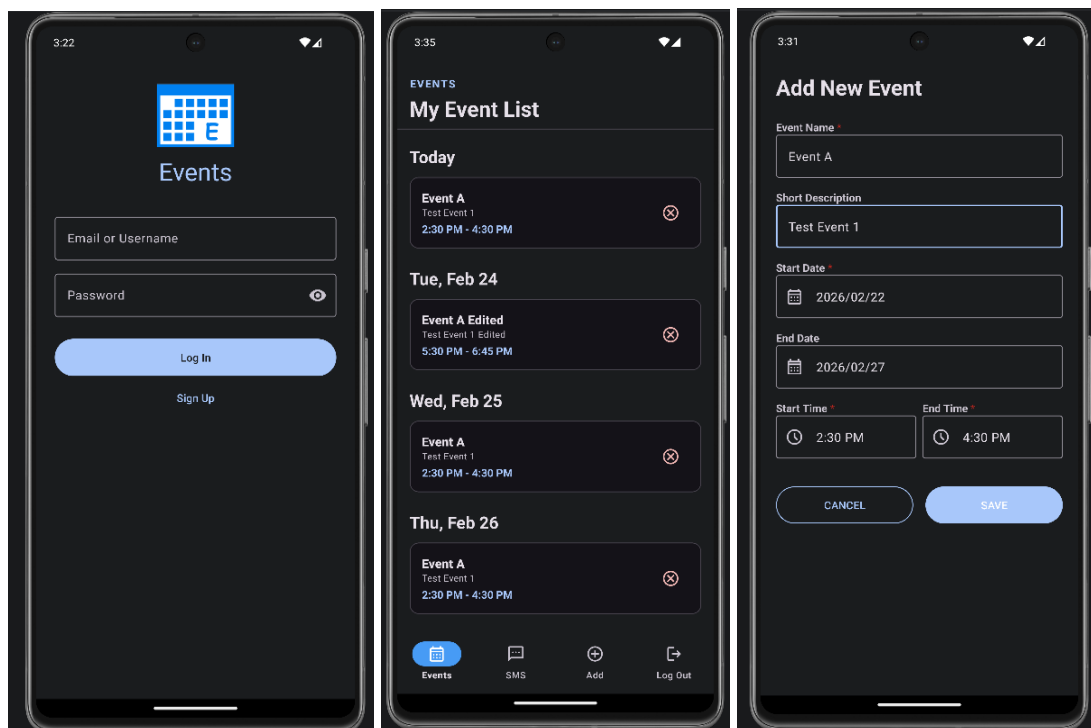 3:22
E
Events
Email or Username
Password
Log In
Sign Up
3:35
EVENTS
My Event List
Today
Event A
Test Event 1
2:30 PM - 4:30 PM
Tue, Feb 24
Event A Edited
Test Event 1 Edited
5:30 PM - 6:45 PM
Wed, Feb 25
Event A
Test Event 1
2:30 PM - 4:30 PM
Thu, Feb 26
Event A
Test Event 1
2:30 PM - 4:30 PM
Events SMS Add Log Out
3:31
Add New Event
Event Name *
Event A
Short Description
Test Event 1
Start Date *
2026/02/22
End Date
2026/02/27
Start Time * End Time *
2:30 PM 4:30 PM
CANCEL SAVE